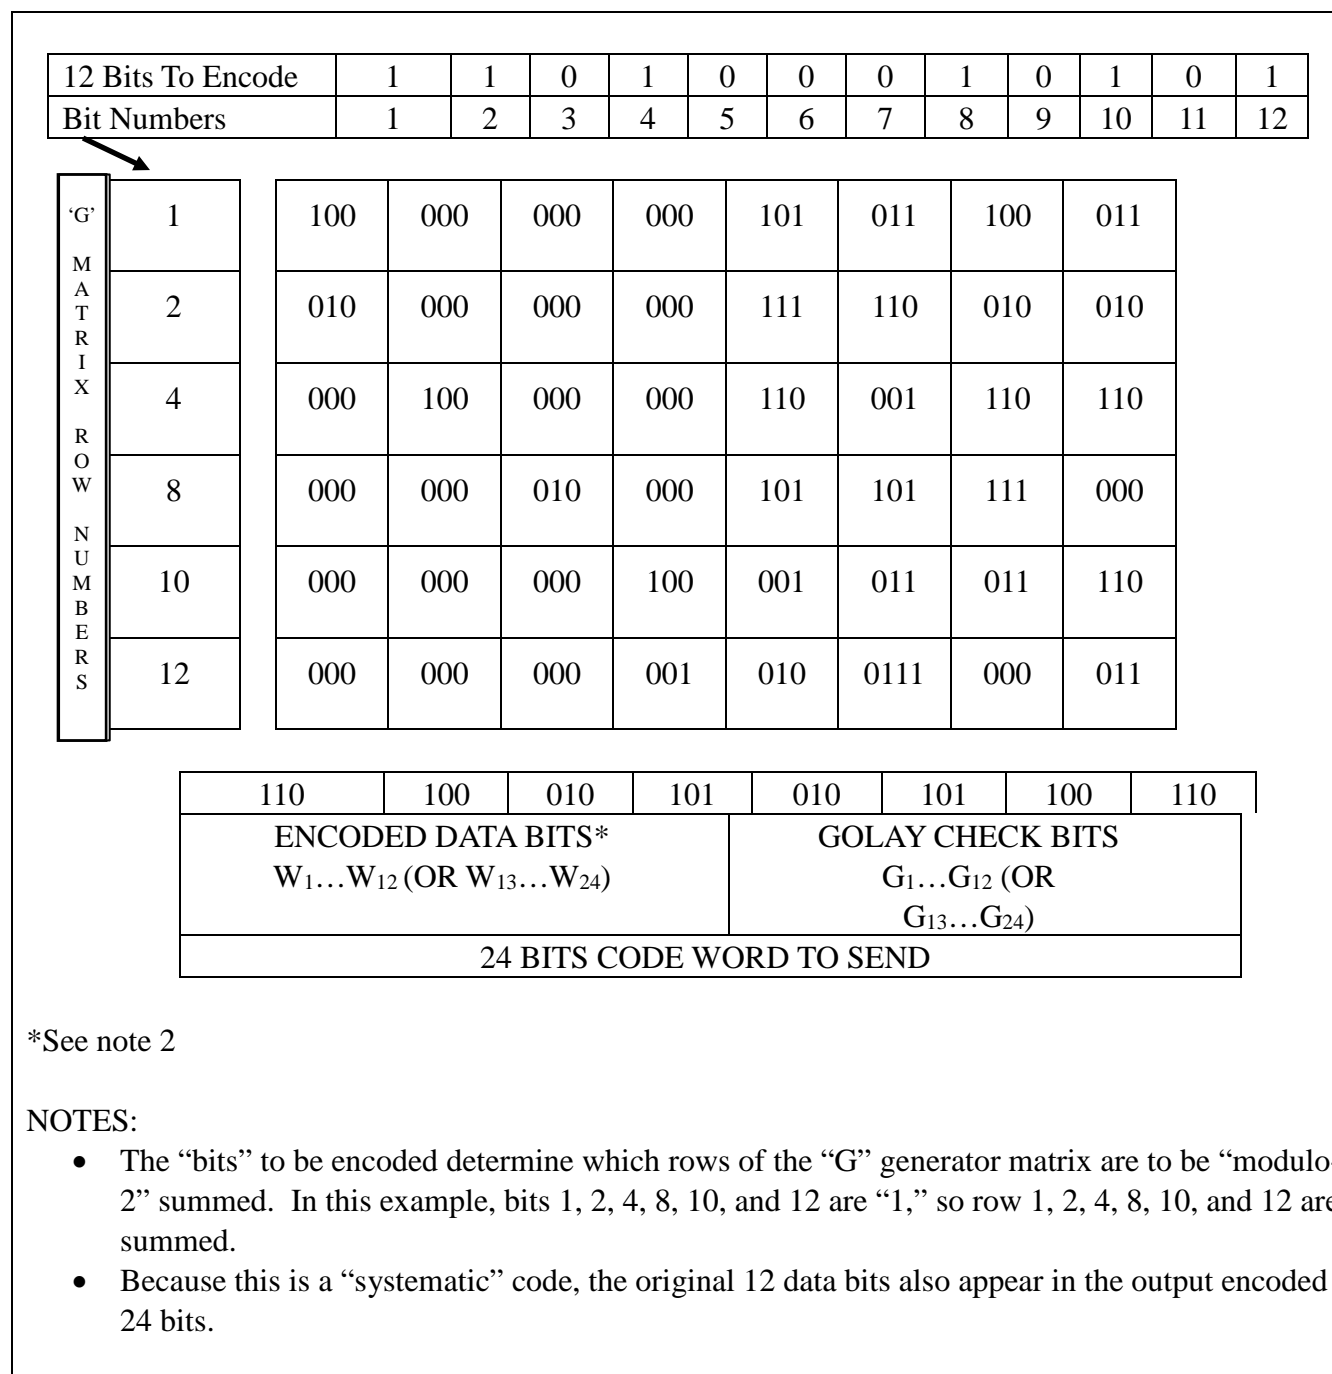 12 Bits To Encode 1 1 0 1 0 0 0 1 0 1 0 1
Bit Numbers 1 2 3 4 5 6 7 8 9 10 11 12
‘G’ MATRIX ROW NUMBERS
1 100 000 000 000 101 011 100 011
2 010 000 000 000 111 110 010 010
4 000 100 000 000 110 001 110 110
8 000 000 010 000 101 101 111 000
10 000 000 000 100 001 011 011 110
12 000 000 000 001 010 0111 000 011
110 100 010 101 010 101 100 110
ENCODED DATA BITS* GOLAY CHECK BITS
W1…W12 (OR W13…W24) G1…G12 (OR
G13…G24)
24 BITS CODE WORD TO SEND
*See note 2
NOTES:
• The “bits” to be encoded determine which rows of the “G” generator matrix are to be “modulo-
2” summed. In this example, bits 1, 2, 4, 8, 10, and 12 are “1,” so row 1, 2, 4, 8, 10, and 12 are
summed.
• Because this is a “systematic” code, the original 12 data bits also appear in the output encoded
24 bits.